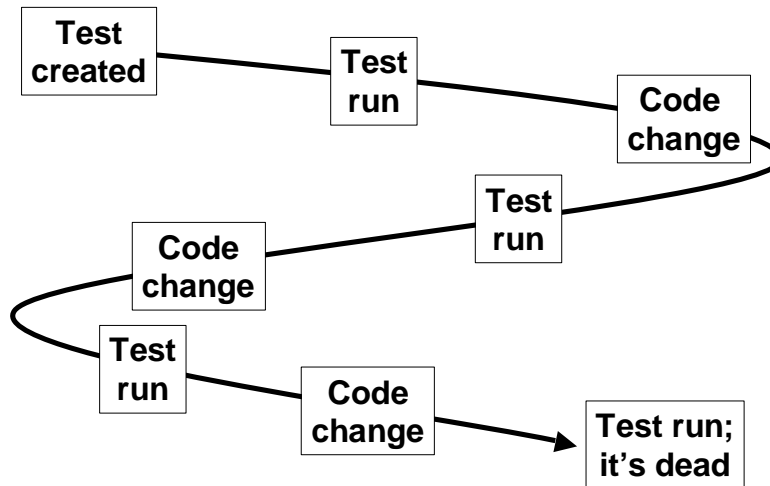 Test
created
Test
run
Code
change
Test
run
Code
change
Test
run
Code
change
Test run;
it's dead